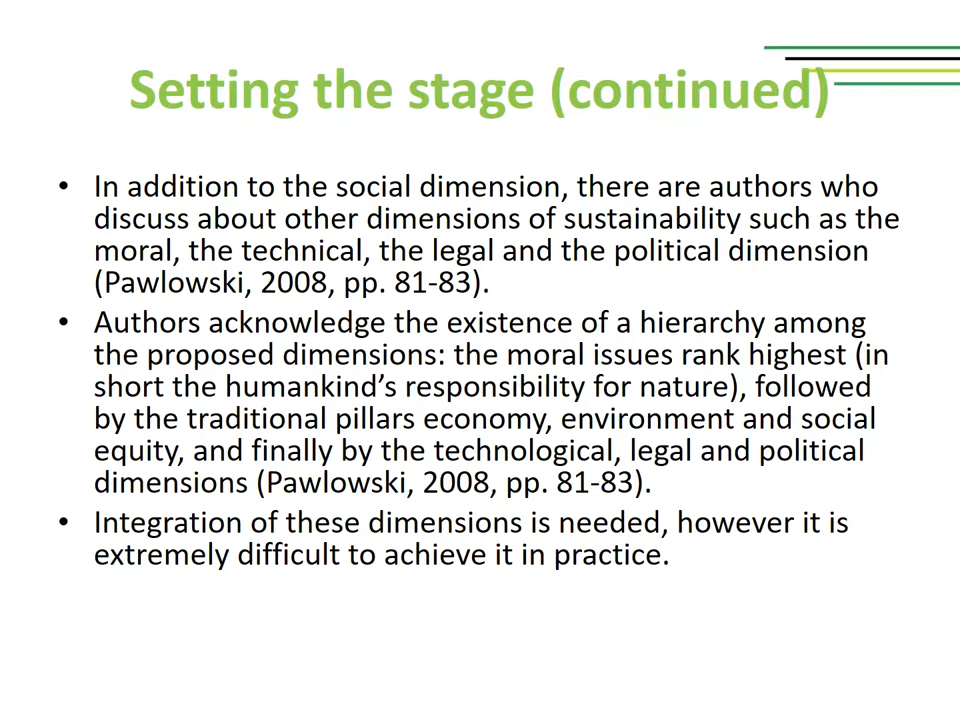 Setting the stage (continued)
• In addition to the social dimension, there are authors who
discuss about other dimensions of sustainability such as the
moral, the technical, the legal and the political dimension
(Pawlowski, 2008, pp. 81-83).
• Authors acknowledge the existence of a hierarchy among
the proposed dimensions: the moral issues rank highest (in
short the humankind's responsibility for nature), followed
by the traditional pillars economy, environment and social
equity, and finally by the technological, legal and political
dimensions (Pawlowski, 2008, pp. 81-83).
• Integration of these dimensions is needed, however it is
extremely difficult to achieve it in practice.